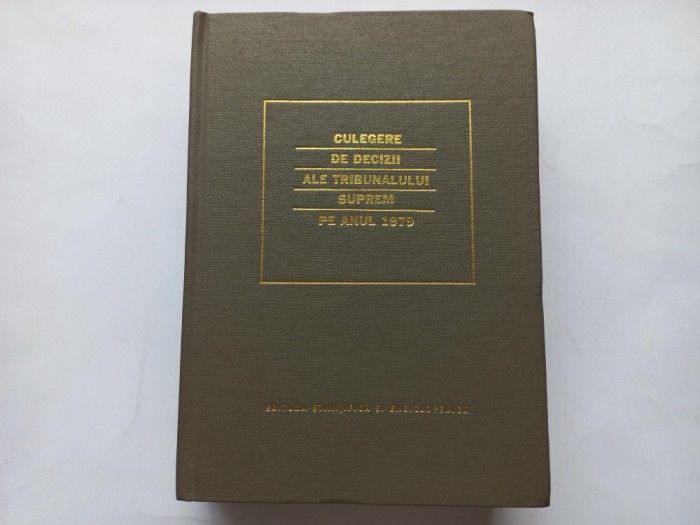 CULEGERE
DE DECIZII
ALE TRIBUNALULUI
SUPREM
PE ANUL 1979
EDITURA ȘTIINȚIFICĂ ȘI ENCICLOPEDICĂ